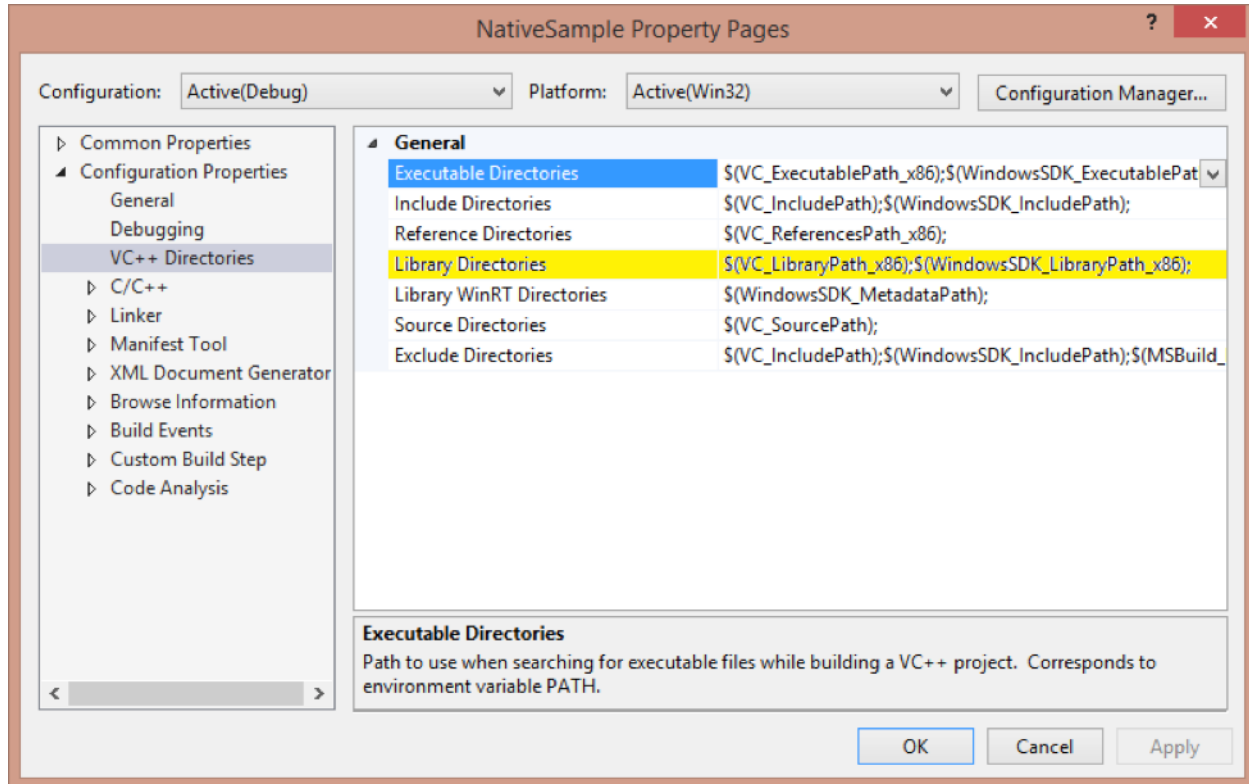 NativeSample Property Pages
?
Configuration: Active(Debug) Platform: Active(Win32) Configuration Manager...
Common Properties
Configuration Properties
General
Debugging
VC++ Directories
C/C++
Linker
Manifest Tool
XML Document Generator
Browse Information
Build Events
Custom Build Step
Code Analysis
General
Executable Directories $(VC_ExecutablePath_x86);$(WindowsSDK_ExecutablePat
Include Directories $(VC_IncludePath);$(WindowsSDK_IncludePath);
Reference Directories $(VC_ReferencesPath_x86);
Library Directories $(VC_LibraryPath_x86);$(WindowsSDK_LibraryPath_x86);
Library WinRT Directories $(WindowsSDK_MetadataPath);
Source Directories $(VC_SourcePath);
Exclude Directories $(VC_IncludePath);$(WindowsSDK_IncludePath);$(MSBuild_
Executable Directories
Path to use when searching for executable files while building a VC++ project. Corresponds to
environment variable PATH.
OK Cancel Apply